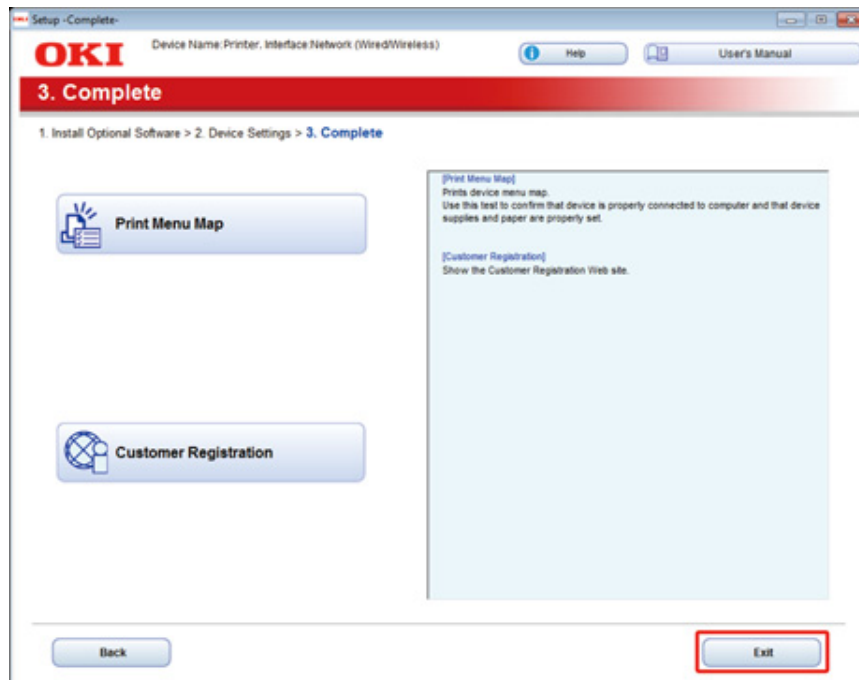 Setup -Complete-
OKI
OKI
Device Name:Printer, Interface:Network (Wired/Wireless)
Help
User's Manual
3. Complete
1. Install Optional Software > 2. Device Settings > 3. Complete
Print Menu Map
[Print Menu Map]
Prints device menu map.
Use this test to confirm that device is properly connected to computer and that device
supplies and paper are properly set.
[Customer Registration]
Show the Customer Registration Web site.
Customer Registration
Back
Exit